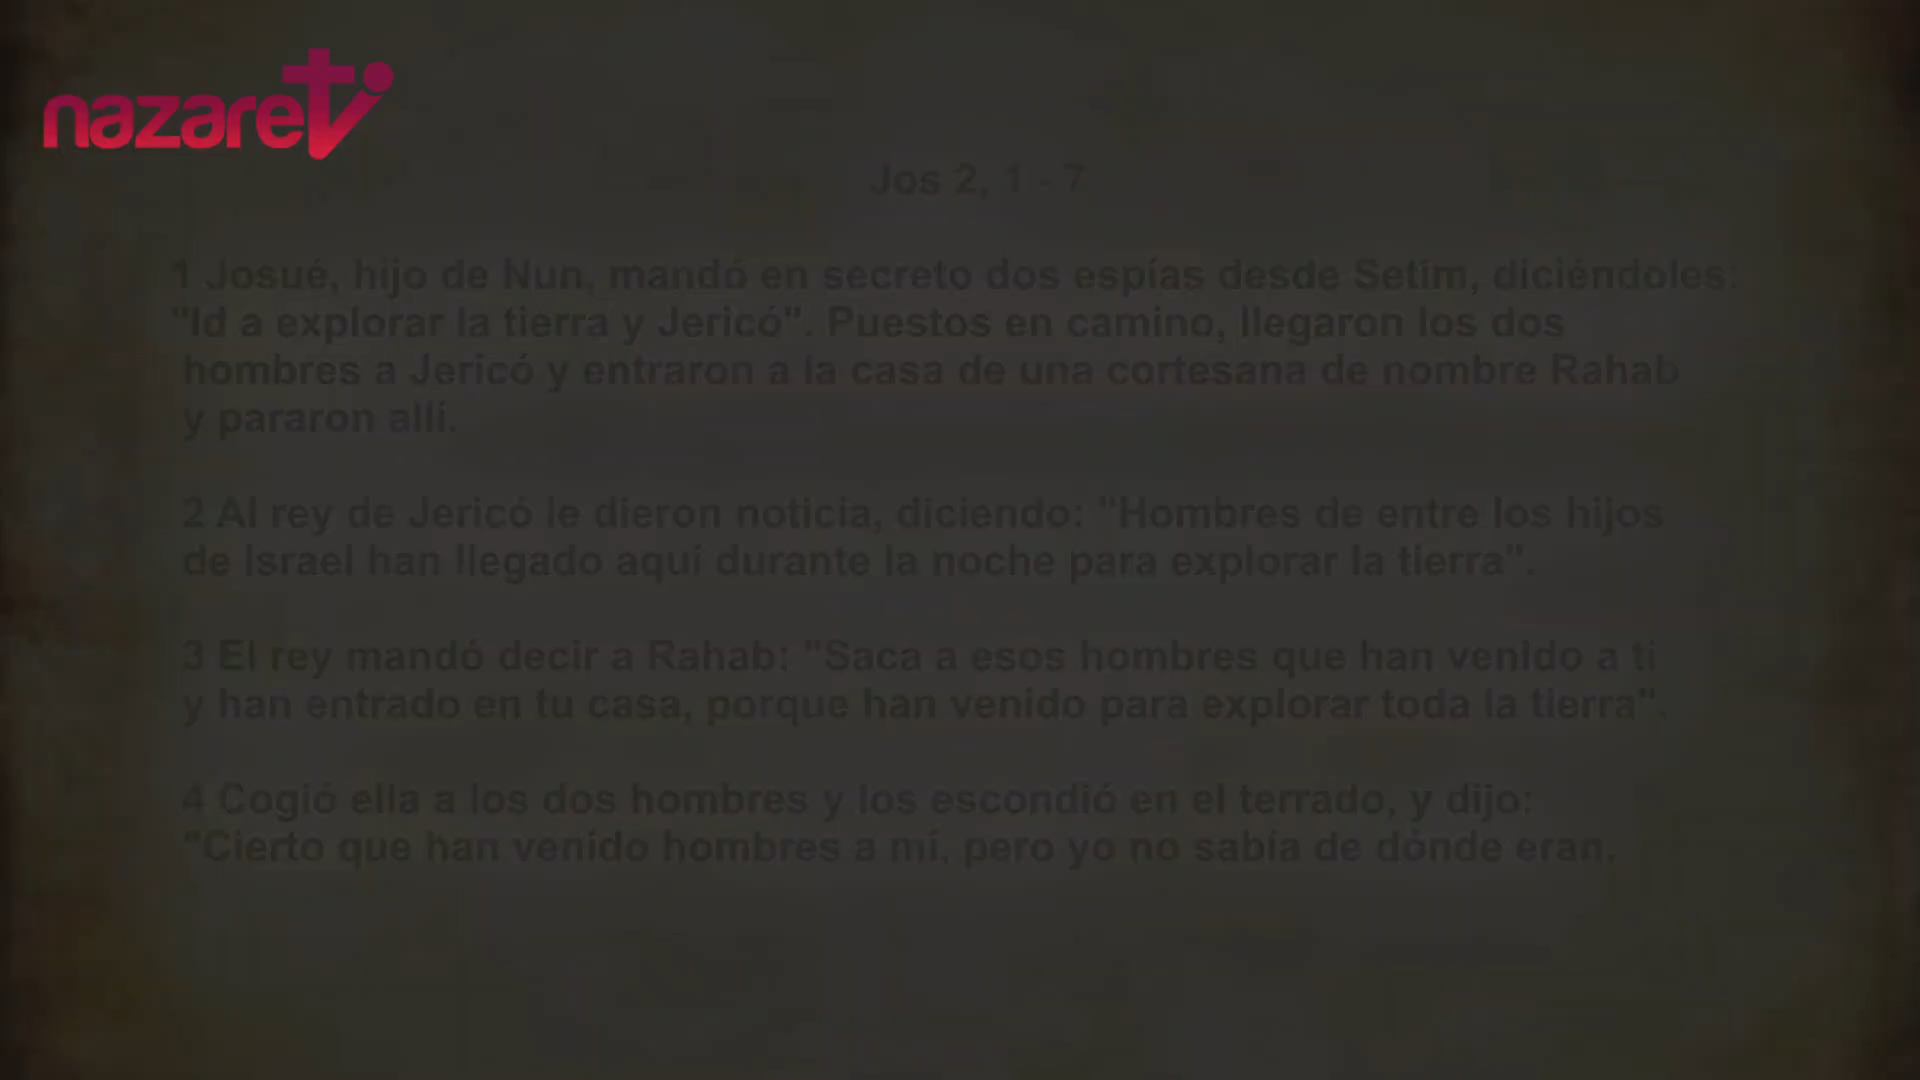 nazaretv
Jos 2, 1 - 7
1 Josué, hijo de Nun, mandó en secreto dos espías desde Setim, diciéndoles:
"Id a explorar la tierra y Jericó". Puestos en camino, llegaron los dos
hombres a Jericó y entraron a la casa de una cortesana de nombre Rahab
y pararon allí.
2 Al rey de Jericó le dieron noticia, diciendo: "Hombres de entre los hijos
de Israel han llegado aquí durante la noche para explorar la tierra".
3 El rey mandó decir a Rahab: "Saca a esos hombres que han venido a ti
y han entrado en tu casa, porque han venido para explorar toda la tierra".
4 Cogió ella a los dos hombres y los escondió en el terrado, y dijo:
"Cierto que han venido hombres a mí, pero yo no sabía de dónde eran.